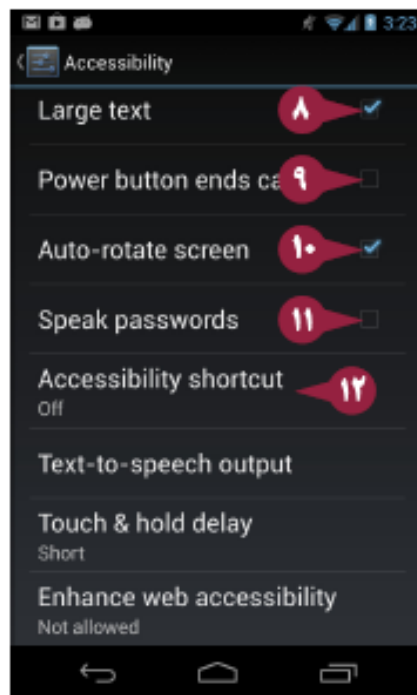 3:23
Accessibility
Large text ٨
Power button ends ca ٩
Auto-rotate screen ١٠
Speak passwords ١١
Accessibility shortcut ١٢
Off
Text-to-speech output
Touch & hold delay
Short
Enhance web accessibility
Not allowed